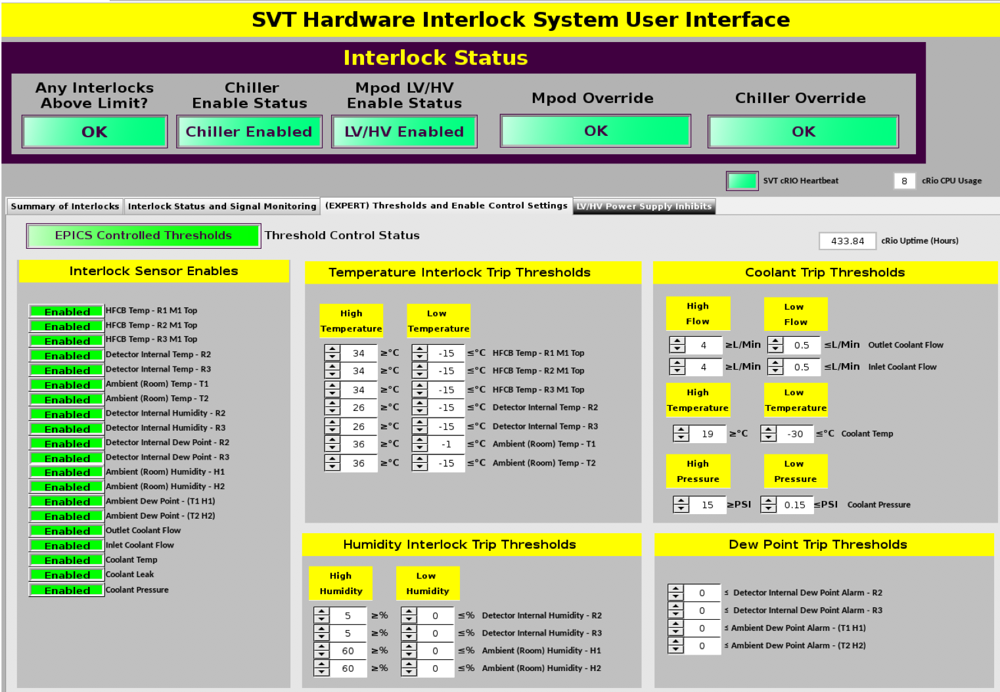 SVT Hardware Interlock System User Interface
Interlock Status
Any Interlocks Above Limit?
OK
Chiller Enable Status
Chiller Enabled
Mpod LV/HV Enable Status
LV/HV Enabled
Mpod Override
OK
Chiller Override
OK
SVT cRIO Heartbeat
8 cRio CPU Usage
Summary of Interlocks
Interlock Status and Signal Monitoring
(EXPERT) Thresholds and Enable Control Settings
LV/HV Power Supply Inhibits
EPICS Controlled Thresholds Threshold Control Status
433.84 cRio Uptime (Hours)
Interlock Sensor Enables
Enabled HFCB Temp - R1 M1 Top
Enabled HFCB Temp - R2 M1 Top
Enabled HFCB Temp - R3 M1 Top
Enabled Detector Internal Temp - R2
Enabled Detector Internal Temp - R3
Enabled Ambient (Room) Temp - T1
Enabled Ambient (Room) Temp - T2
Enabled Detector Internal Humidity - R2
Enabled Detector Internal Humidity - R3
Enabled Detector Internal Dew Point - R2
Enabled Detector Internal Dew Point - R3
Enabled Ambient (Room) Humidity - H1
Enabled Ambient (Room) Humidity - H2
Enabled Ambient Dew Point - (T1 H1)
Enabled Ambient Dew Point - (T2 H2)
Enabled Outlet Coolant Flow
Enabled Inlet Coolant Flow
Enabled Coolant Temp
Enabled Coolant Leak
Enabled Coolant Pressure
Temperature Interlock Trip Thresholds
High Temperature
Low Temperature
34 ≥°C -15 ≤°C HFCB Temp - R1 M1 Top
34 ≥°C -15 ≤°C HFCB Temp - R2 M1 Top
34 ≥°C -15 ≤°C HFCB Temp - R3 M1 Top
26 ≥°C -15 ≤°C Detector Internal Temp - R2
26 ≥°C -15 ≤°C Detector Internal Temp - R3
36 ≥°C -1 ≤°C Ambient (Room) Temp - T1
36 ≥°C -15 ≤°C Ambient (Room) Temp - T2
Coolant Trip Thresholds
High Flow
Low Flow
4 ≥L/Min 0.5 ≤L/Min Outlet Coolant Flow
4 ≥L/Min 0.5 ≤L/Min Inlet Coolant Flow
High Temperature
Low Temperature
19 ≥°C -30 ≤°C Coolant Temp
High Pressure
Low Pressure
15 ≥PSI 0.15 ≤PSI Coolant Pressure
Humidity Interlock Trip Thresholds
High Humidity
Low Humidity
5 ≥% 0 ≤% Detector Internal Humidity - R2
5 ≥% 0 ≤% Detector Internal Humidity - R3
60 ≥% 0 ≤% Ambient (Room) Humidity - H1
60 ≥% 0 ≤% Ambient (Room) Humidity - H2
Dew Point Trip Thresholds
0 ≤ Detector Internal Dew Point Alarm - R2
0 ≤ Detector Internal Dew Point Alarm - R3
0 ≤ Ambient Dew Point Alarm - (T1 H1)
0 ≤ Ambient Dew Point Alarm - (T2 H2)